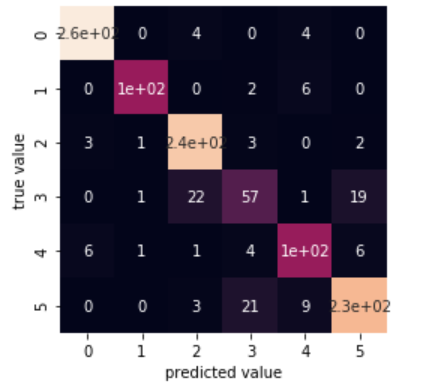 0 2.6e+02 0 4 0 4 0
1 0 1e+02 0 2 6 0
2 3 1 2.4e+02 3 0 2
3 0 1 22 57 1 19
4 6 1 1 4 1e+02 6
5 0 0 3 21 9 2.3e+02
0 1 2 3 4 5
predicted value
true value